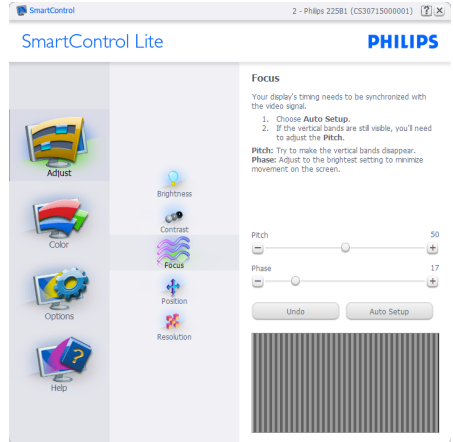 SmartControl
2 - Philips 225B1 (CS30715000001) ? X
SmartControl Lite
PHILIPS
Adjust
Color
Options
Help
Brightness
Contrast
Focus
Position
Resolution
Focus
Your display's timing needs to be synchronized with
the video signal.
1. Choose Auto Setup.
2. If the vertical bands are still visible, you'll need
to adjust the Pitch.
Pitch: Try to make the vertical bands disappear.
Phase: Adjust to the brightest setting to minimize
movement on the screen.
Pitch 50
Phase 17
Undo Auto Setup